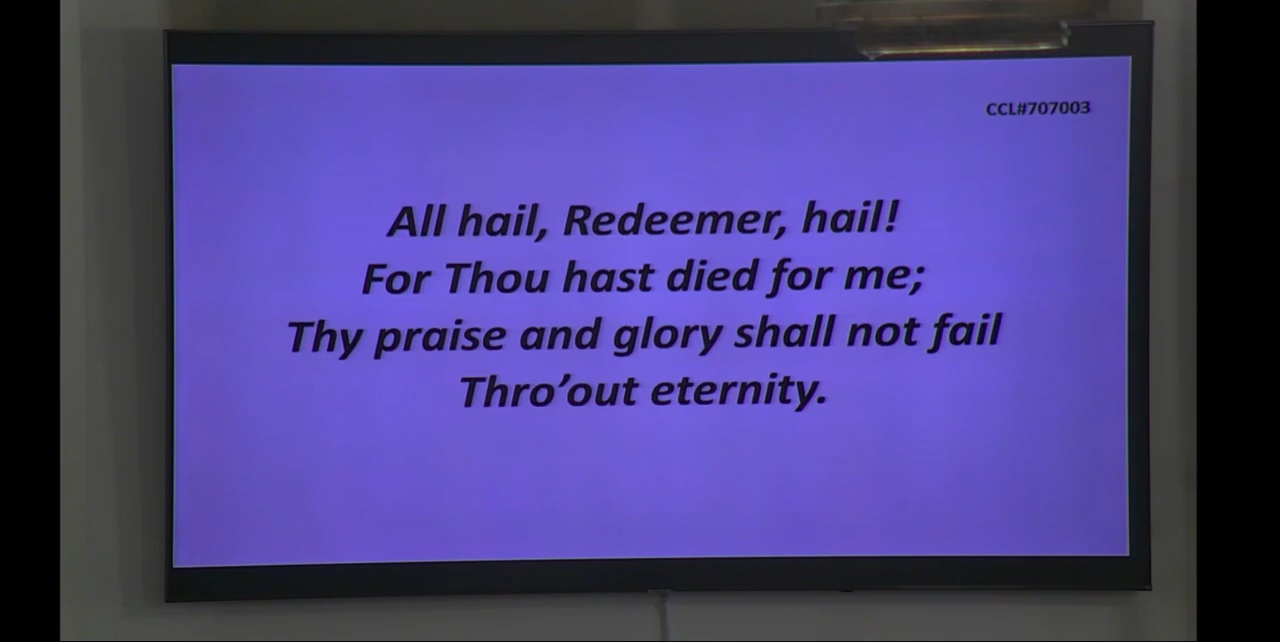 CCL#707003
All hail, Redeemer, hail!
For Thou hast died for me;
Thy praise and glory shall not fail
Thro’out eternity.